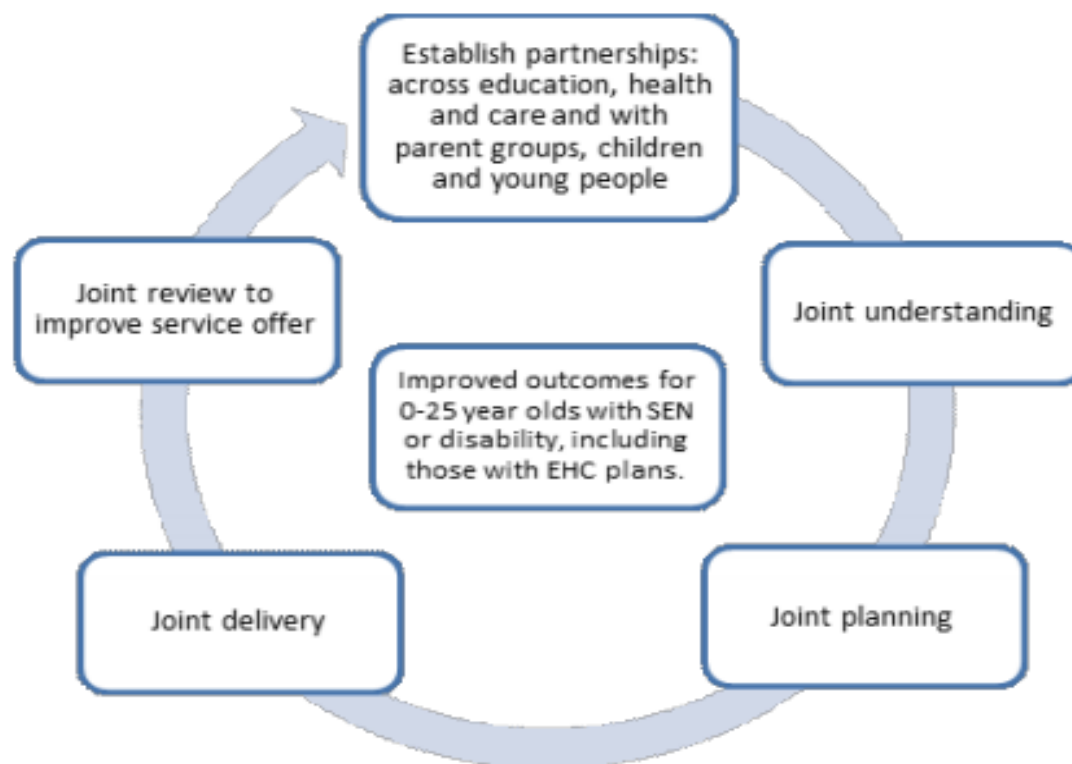 Establish partnerships:
across education, health
and care and with
parent groups, children
and young people
Joint review to
improve service offer
Joint understanding
Improved outcomes for
0-25 year olds with SEN
or disability, including
those with EHC plans.
Joint delivery
Joint planning